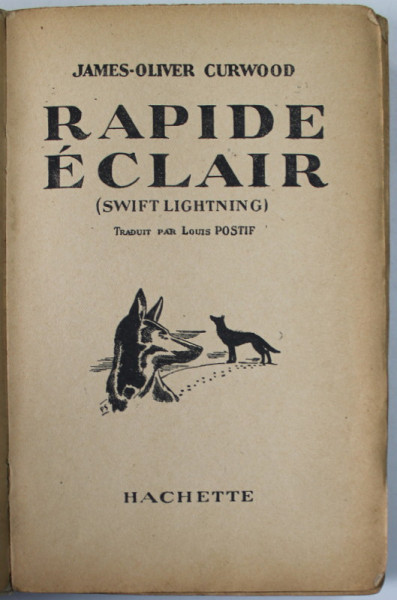 JAMES-OLIVER CURWOOD
RAPIDE
ÉCLAIR
(SWIFT LIGHTNING)
TRADUIT PAR LOUIS POSTIF
HACHETTE